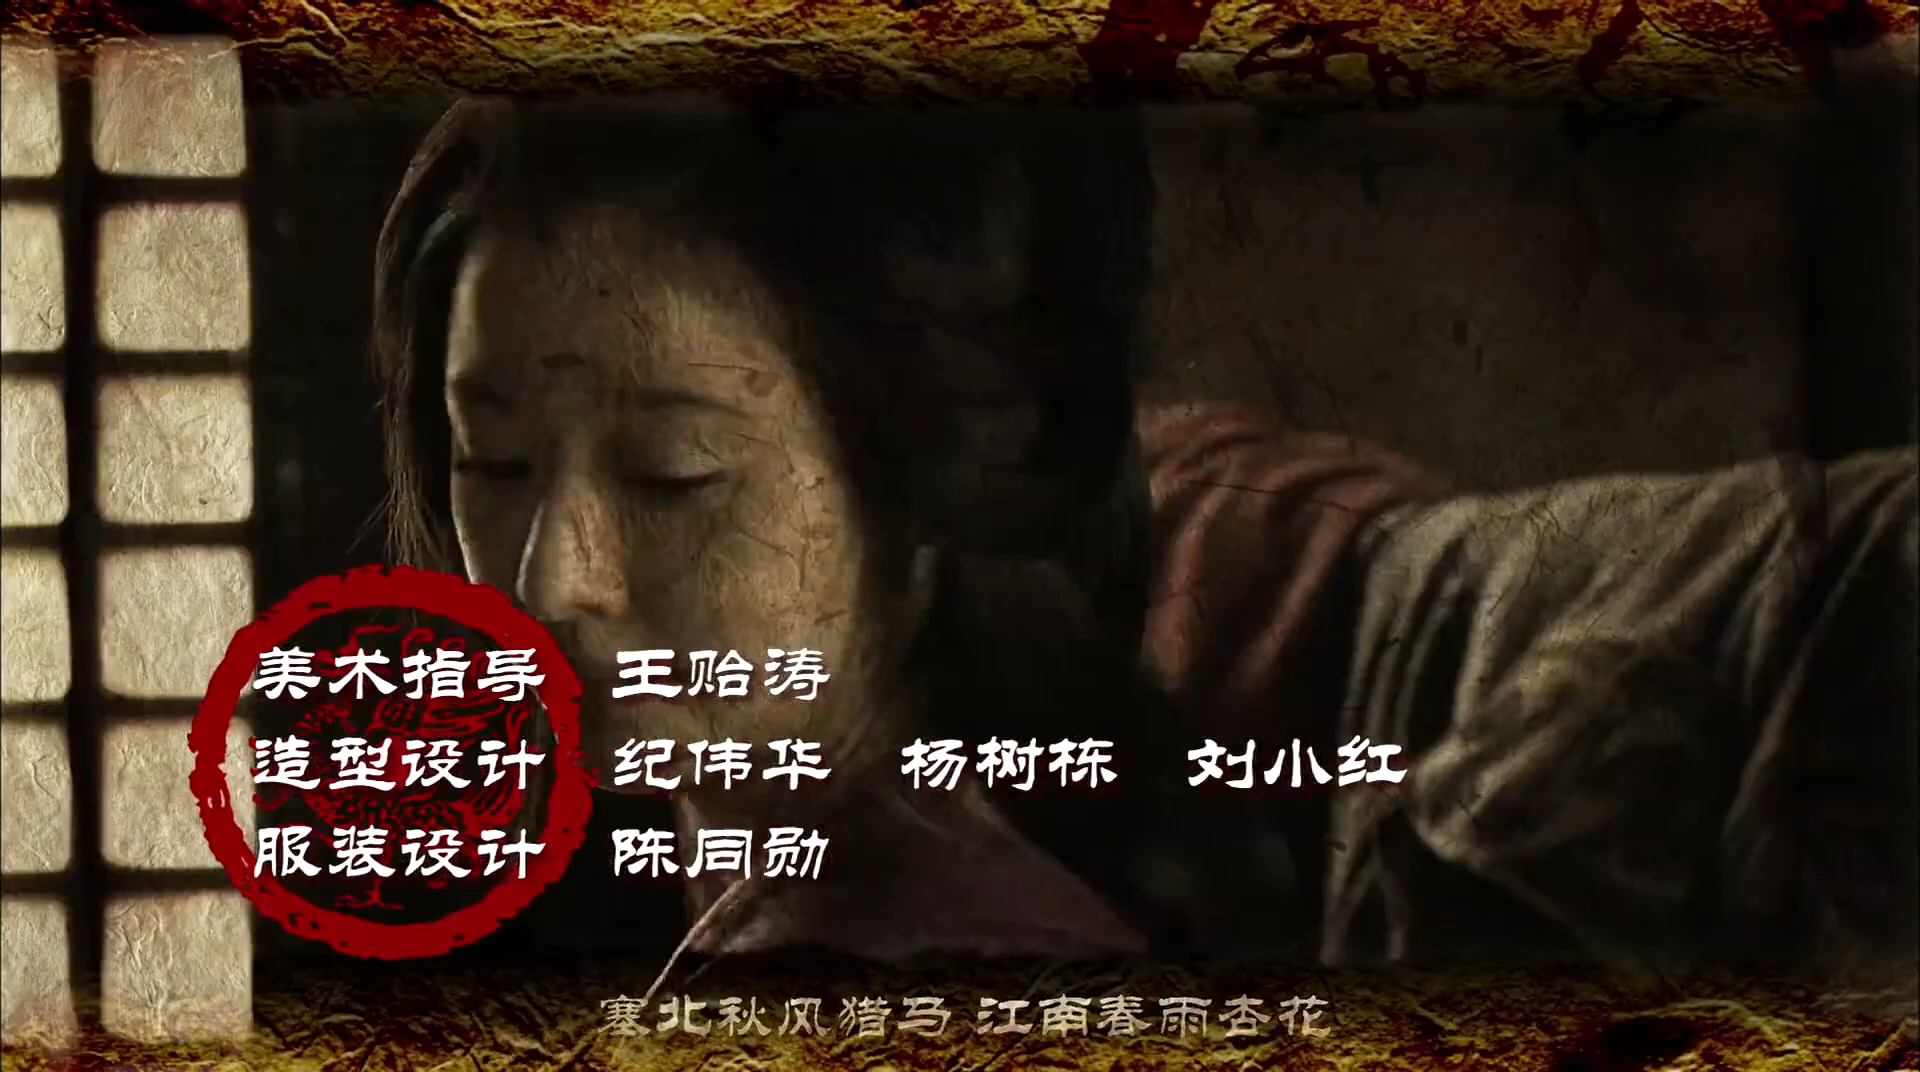 美术指导 王贻涛
造型设计 纪伟华 杨树栋 刘小红
服装设计 陈同勋
塞北秋风猎马 江南春雨杏花